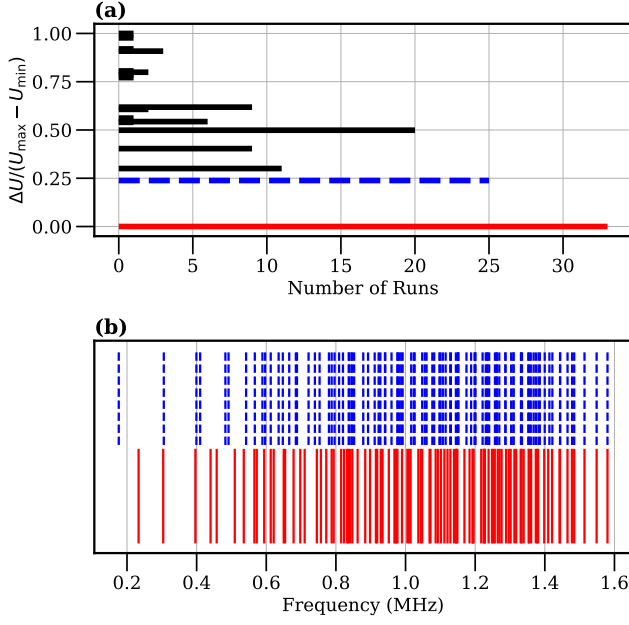 (a)
ΔU/(U_max − U_min)
1.00
0.75
0.50
0.25
0.00
0 5 10 15 20 25 30
Number of Runs
(b)
0.2 0.4 0.6 0.8 1.0 1.2 1.4 1.6
Frequency (MHz)